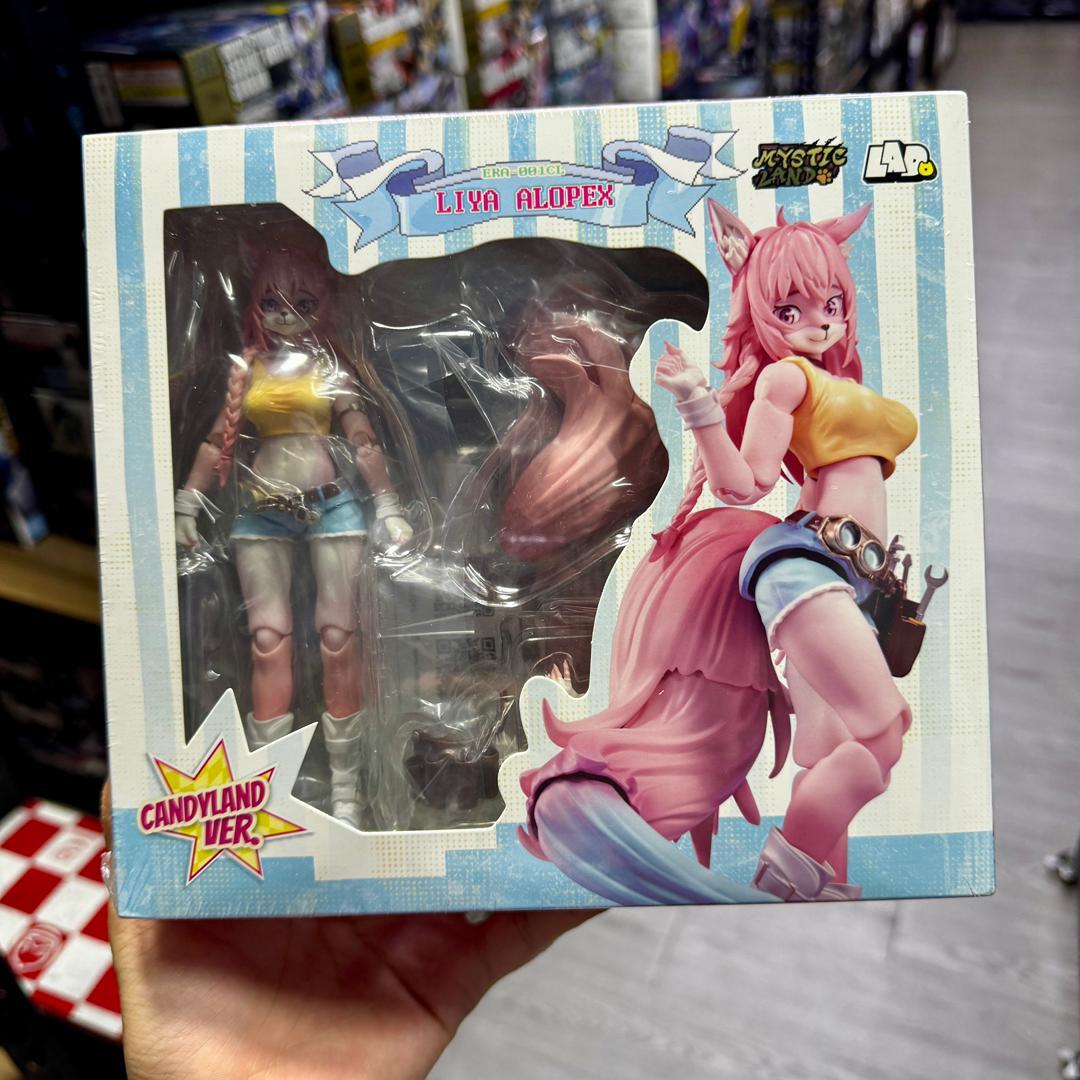 ERA-001CL
LIYA ALOPEX
MYSTIC
LAND
LAD.
CANDYLAND
VER.